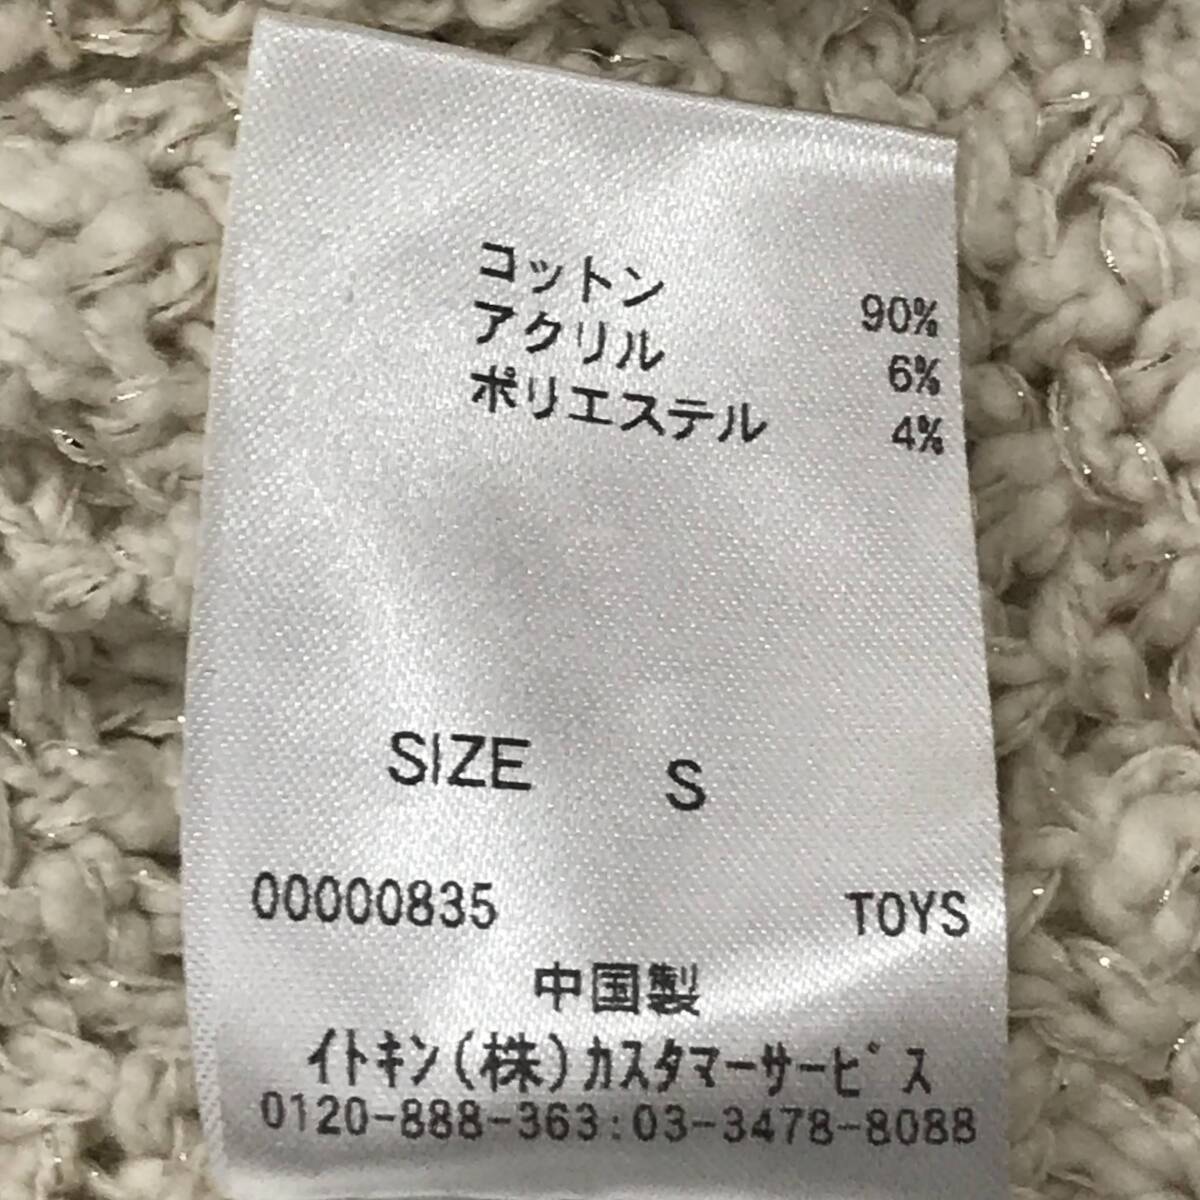 コットン 90%
アクリル 6%
ポリエステル 4%
SIZE S
00000835 TOYS
中国製
イトキン(株)カスタマーサービス
0120-888-363:03-3478-8088